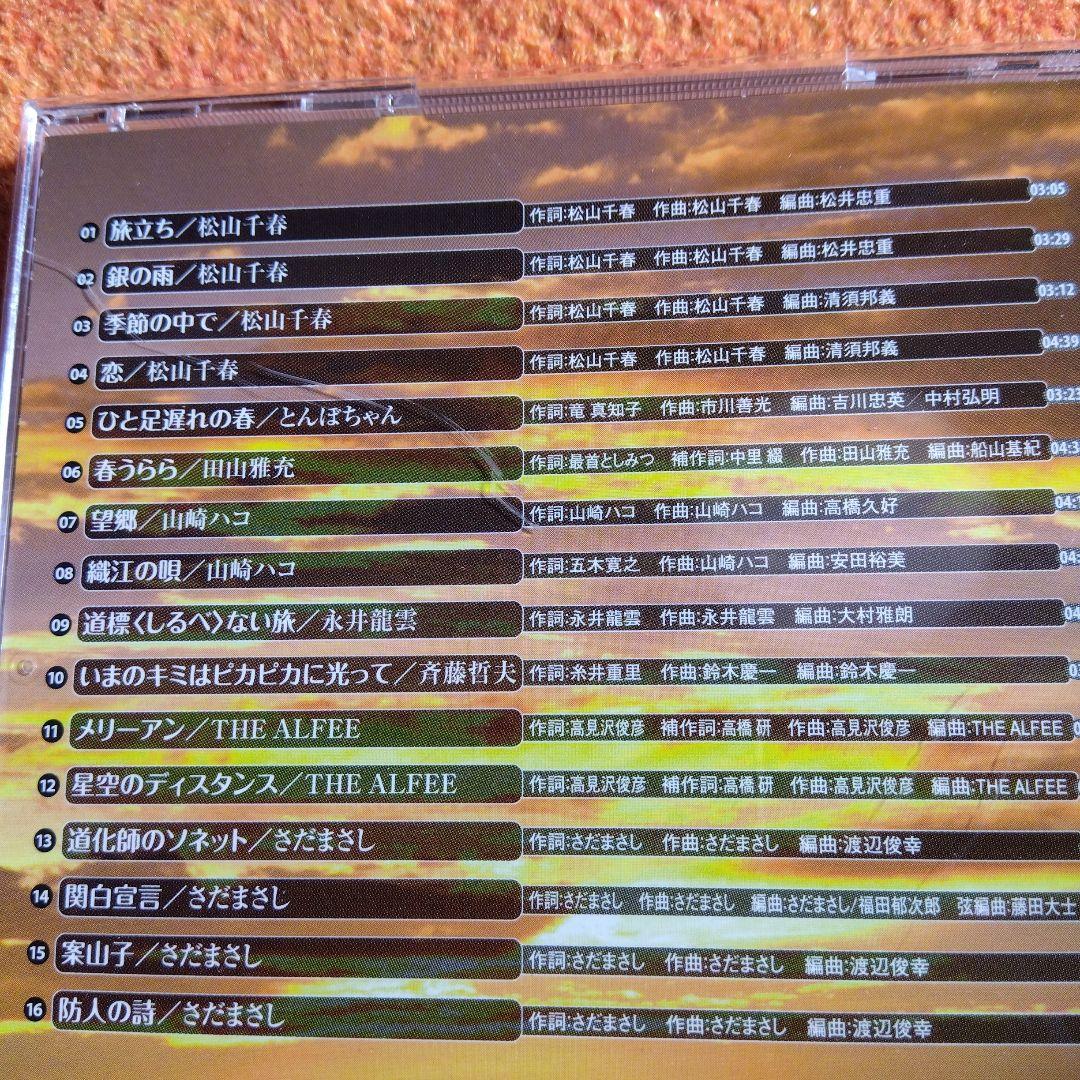 01 旅立ち／松山千春 作詞:松山千春 作曲:松山千春 編曲:松井忠重 03:05
02 銀の雨／松山千春 作詞:松山千春 作曲:松山千春 編曲:松井忠重 03:29
03 季節の中で／松山千春 作詞:松山千春 作曲:松山千春 編曲:清須邦義 03:12
04 恋／松山千春 作詞:松山千春 作曲:松山千春 編曲:清須邦義 04:39
05 ひと足遅れの春／とんぼちゃん 作詞:竜 真知子 作曲:市川善光 編曲:吉川忠英／中村弘明 03:23
06 春うらら／田山雅充 作詞:最首としみつ 補作詞:中里 綴 作曲:田山雅充 編曲:船山基紀 04:3
07 望郷／山崎ハコ 作詞:山崎ハコ 作曲:山崎ハコ 編曲:高橋久好 04:
08 織江の唄／山崎ハコ 作詞:五木寛之 作曲:山崎ハコ 編曲:安田裕美 04:
09 道標〈しるべ〉ない旅／永井龍雲 作詞:永井龍雲 作曲:永井龍雲 編曲:大村雅朗 04
10 いまのキミはピカピカに光って／斉藤哲夫 作詞:糸井重里 作曲:鈴木慶一 編曲:鈴木慶一
11 メリーアン／THE ALFEE 作詞:高見沢俊彦 補作詞:高橋 研 作曲:高見沢俊彦 編曲:THE ALFEE
12 星空のディスタンス／THE ALFEE 作詞:高見沢俊彦 補作詞:高橋 研 作曲:高見沢俊彦 編曲:THE ALFEE
13 道化師のソネット／さだまさし 作詞:さだまさし 作曲:さだまさし 編曲:渡辺俊幸
14 関白宣言／さだまさし 作詞:さだまさし 作曲:さだまさし 編曲:さだまさし/福田郁次郎 弦編曲:藤田大士
15 案山子／さだまさし 作詞:さだまさし 作曲:さだまさし 編曲:渡辺俊幸
16 防人の詩／さだまさし 作詞:さだまさし 作曲:さだまさし 編曲:渡辺俊幸